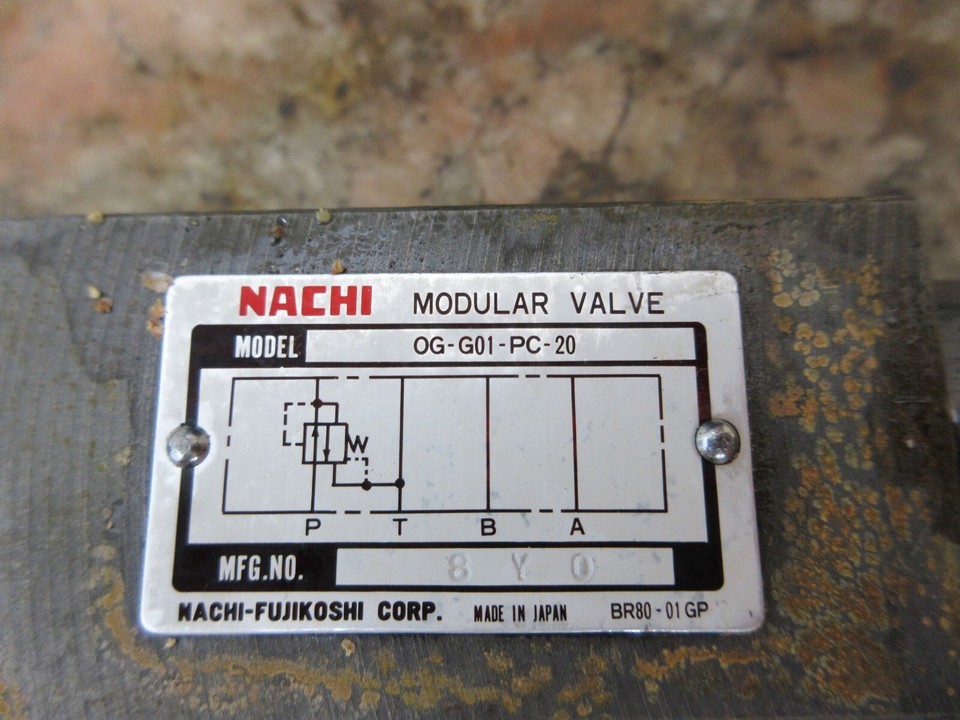 NACHI MODULAR VALVE
MODEL OG-G01-PC-20
W
P T B A
MFG.NO. 8 Y 0
NACHI-FUJIKOSHI CORP. MADE IN JAPAN BR80-01GP